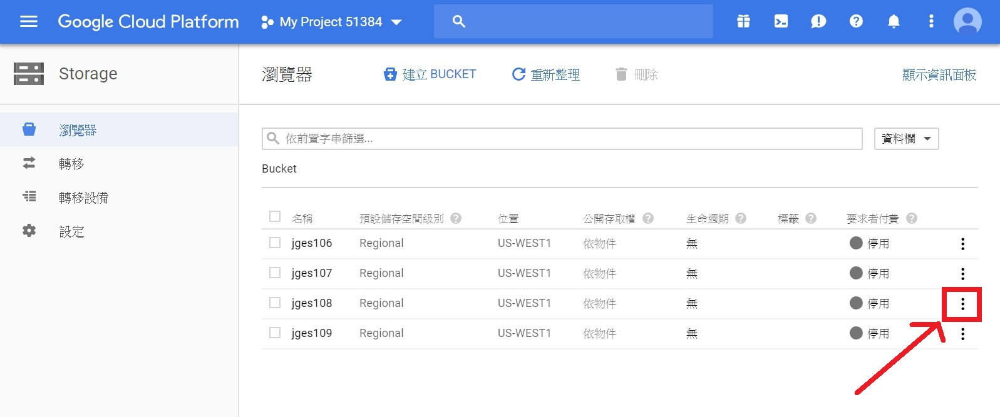 Google Cloud Platform My Project 51384
Storage
瀏覽器 建立 BUCKET 重新整理 刪除 顯示資訊面板
瀏覽器
轉移
轉移設備
設定
依前置字串篩選... 資料欄
Bucket
名稱 預設儲存空間級別 位置 公開存取權 生命週期 標籤 要求者付費
jges106 Regional US-WEST1 依物件 無 停用
jges107 Regional US-WEST1 依物件 無 停用
jges108 Regional US-WEST1 依物件 無 停用
jges109 Regional US-WEST1 依物件 無 停用